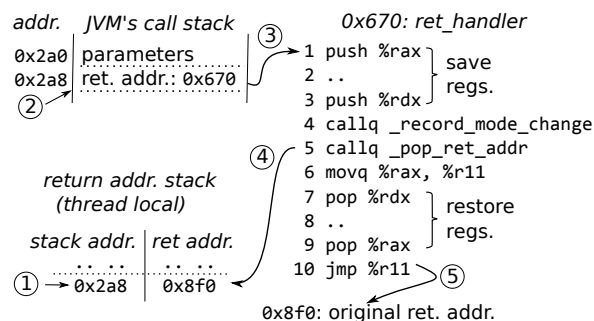 addr. JVM's call stack
0x2a0 parameters
0x2a8 ret. addr.: 0x670
②
③
0x670: ret_handler
1 push %rax
2 ..
3 push %rdx
save
regs.
4 callq _record_mode_change
5 callq _pop_ret_addr
6 movq %rax, %r11
7 pop %rdx
8 ..
9 pop %rax
restore
regs.
10 jmp %r11
⑤
0x8f0: original ret. addr.
④
return addr. stack
(thread local)
stack addr. ret addr.
.. .. .. ..
① 0x2a8 0x8f0